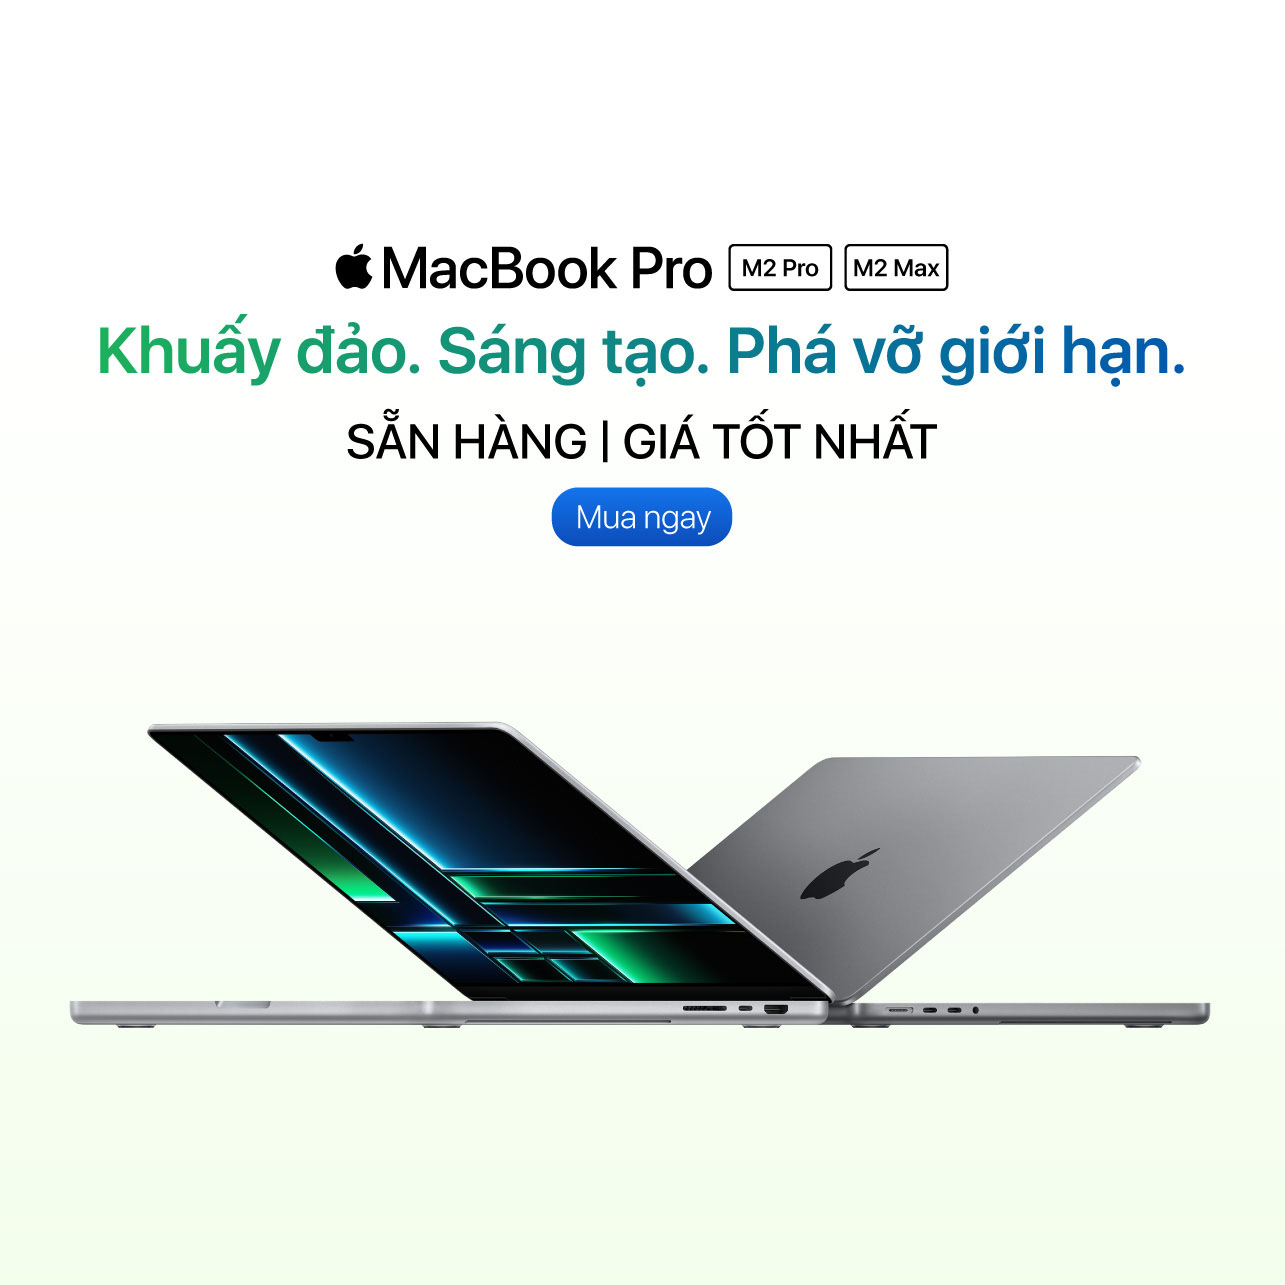 MacBook Pro M2 Pro M2 Max
Khuấy đảo. Sáng tạo. Phá vỡ giới hạn.
SẴN HÀNG | GIÁ TỐT NHẤT
Mua ngay